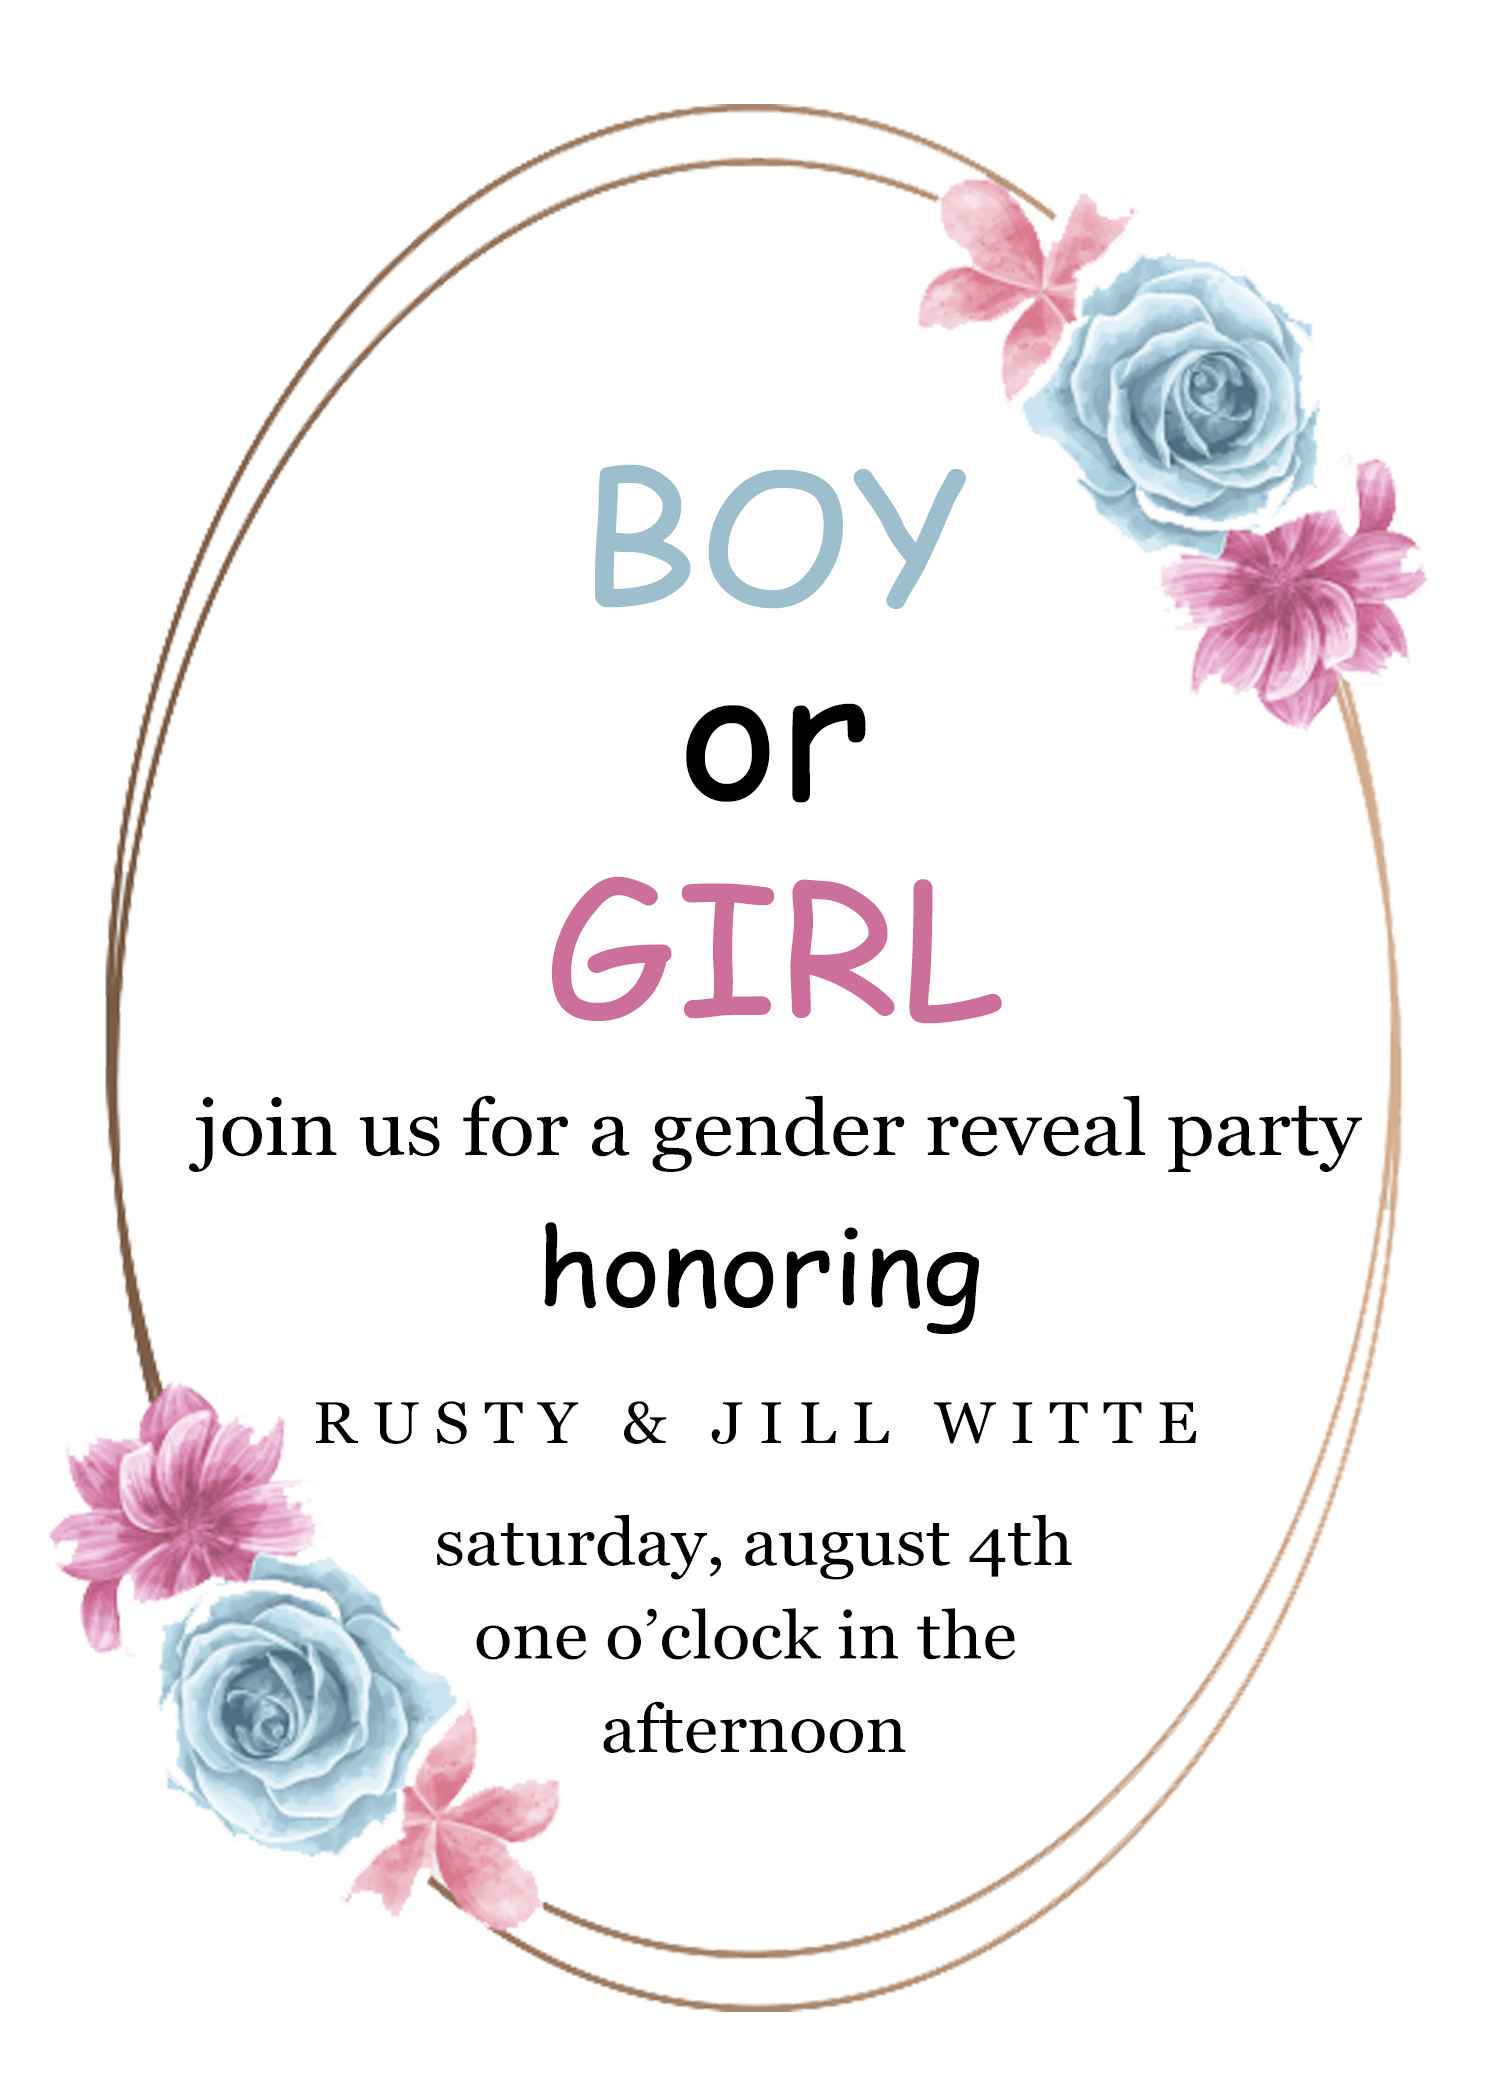 BOY
or
GIRL
join us for a gender reveal party
honoring
RUSTY & JILL WITTE
saturday, august 4th
one o’clock in the
afternoon